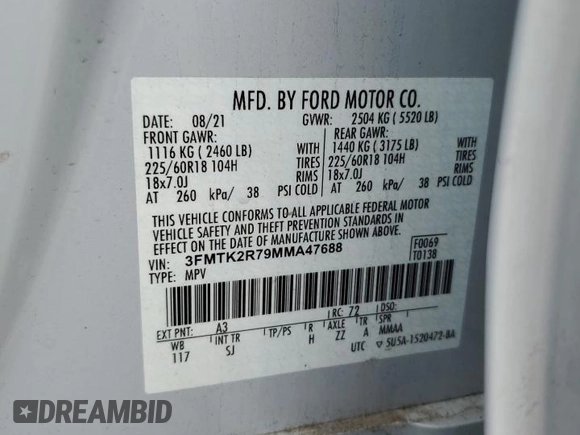 MFD. BY FORD MOTOR CO.
DATE: 08/21 GVWR: 2504 KG ( 5520 LB)
FRONT GAWR: REAR GAWR:
1116 KG ( 2460 LB) WITH 1440 KG ( 3175 LB) WITH
225/60R18 104H TIRES 225/60R18 104H TIRES
18x7.0J RIMS 18x7.0J RIMS
AT 260 kPa/ 38 PSI COLD AT 260 kPa/ 38 PSI COLD
THIS VEHICLE CONFORMS TO ALL APPLICABLE FEDERAL MOTOR
VEHICLE SAFETY AND THEFT PREVENTION STANDARDS IN
EFFECT ON THE DATE OF MANUFACTURE SHOWN ABOVE.
VIN: 3FMTK2R79MMA47688 F0069
TYPE: MPV T0138
EXT PNT: A3 RC: 72 DSO:
WB INT TR TP/PS R AXLE TR SPR
117 SJ H ZZ A MMAA
UTC 5U5A-1520472-BA
DREAMBID